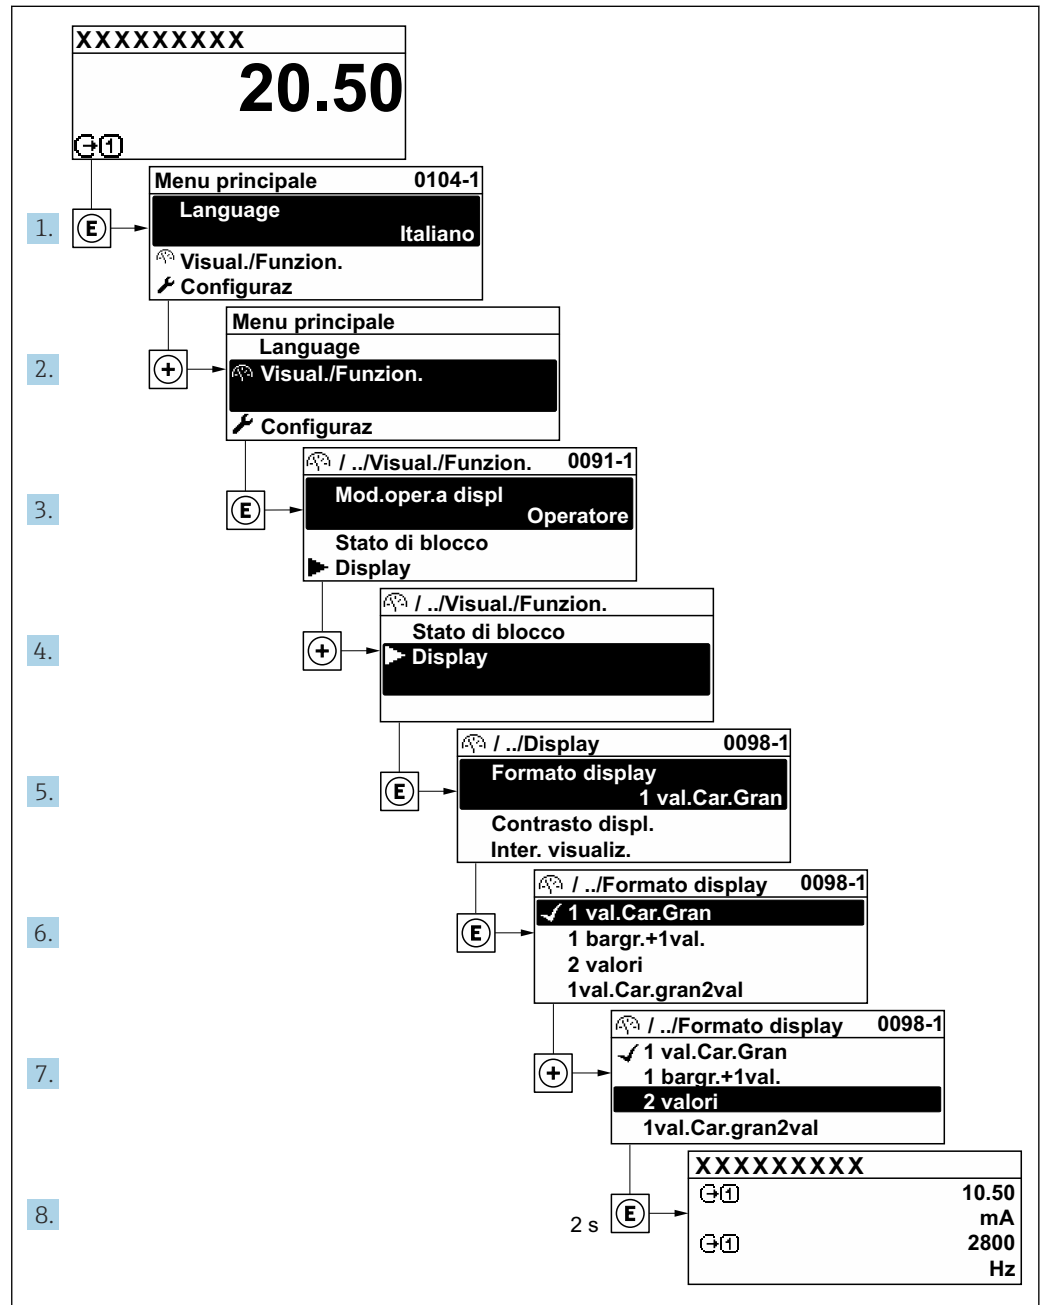 XXXXXXXXX
20.50
1
Menu principale 0104-1
Language
1. E Italiano
Visual./Funzion.
Configuraz
Menu principale
Language
2. + Visual./Funzion.
Configuraz
/ ../Visual./Funzion. 0091-1
Mod.oper.a displ
3. E Operatore
Stato di blocco
Display
/ ../Visual./Funzion.
Stato di blocco
4. + Display
/ ../Display 0098-1
Formato display
5. E 1 val.Car.Gran
Contrasto displ.
Inter. visualiz.
/ ../Formato display 0098-1
1 val.Car.Gran
6. E 1 bargr.+1val.
2 valori
1val.Car.gran2val
/ ../Formato display 0098-1
1 val.Car.Gran
7. + 1 bargr.+1val.
2 valori
1val.Car.gran2val
XXXXXXXXX
1 10.50
8. 2 s E mA
1 2800
Hz